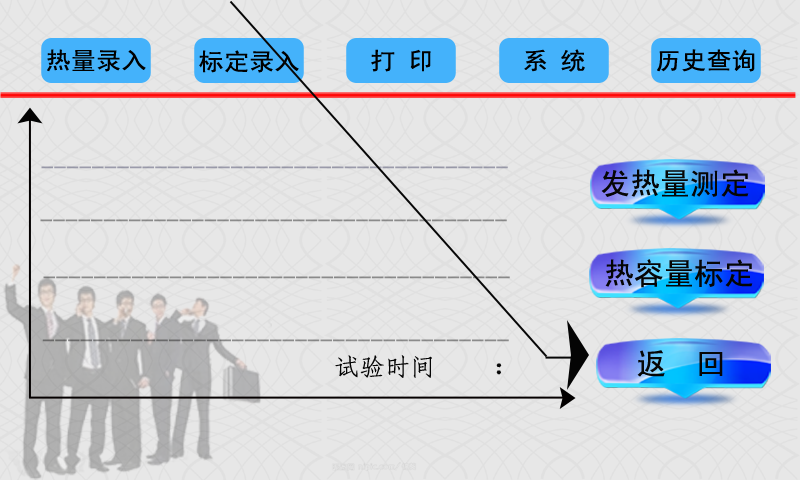 热量录入 标定录入 打 印 系 统 历史查询
发热量测定
热容量标定
试验时间 :
返 回